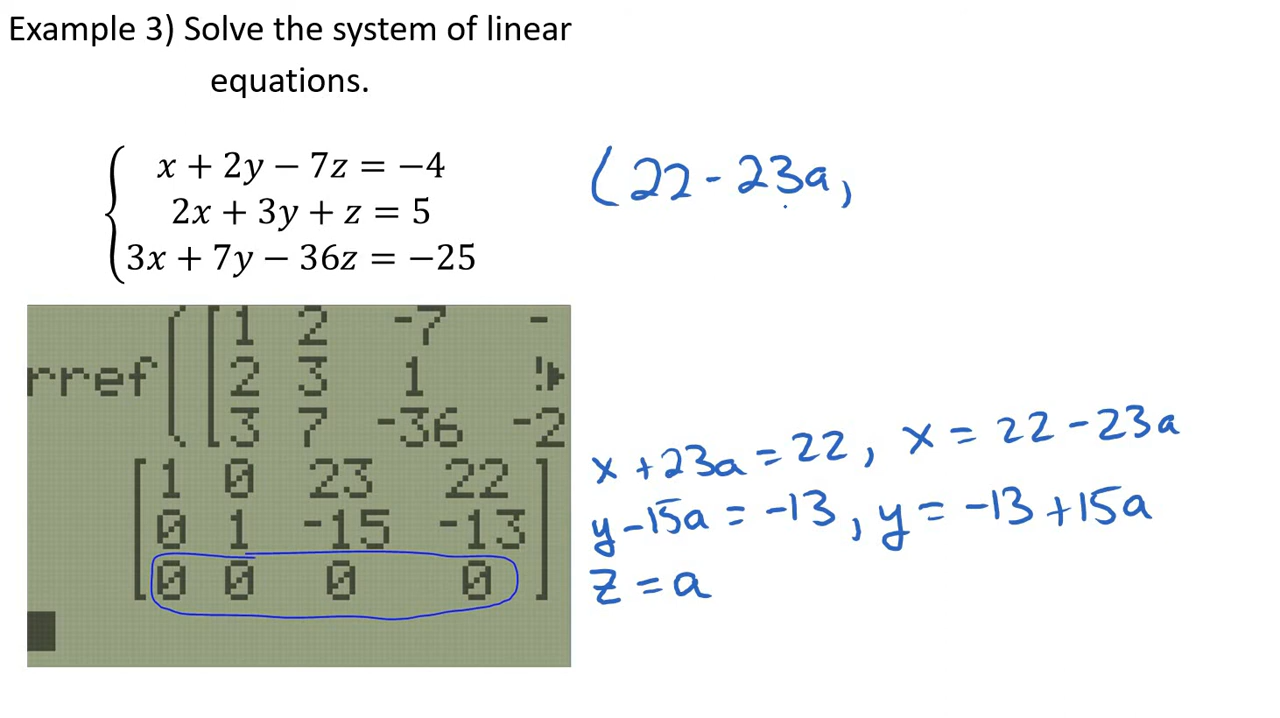 Example 3) Solve the system of linear
equations.
x + 2y − 7z = −4
2x + 3y + z = 5
3x + 7y − 36z = −25
(22 - 23a,
[1 2 -7 -
rref( 2 3 1
3 7 -36 -2
[1 0 23 22]
0 1 -15 -13
0 0 0 0
x + 23a = 22, x = 22 - 23a
y - 15a = -13, y = -13 + 15a
z = a